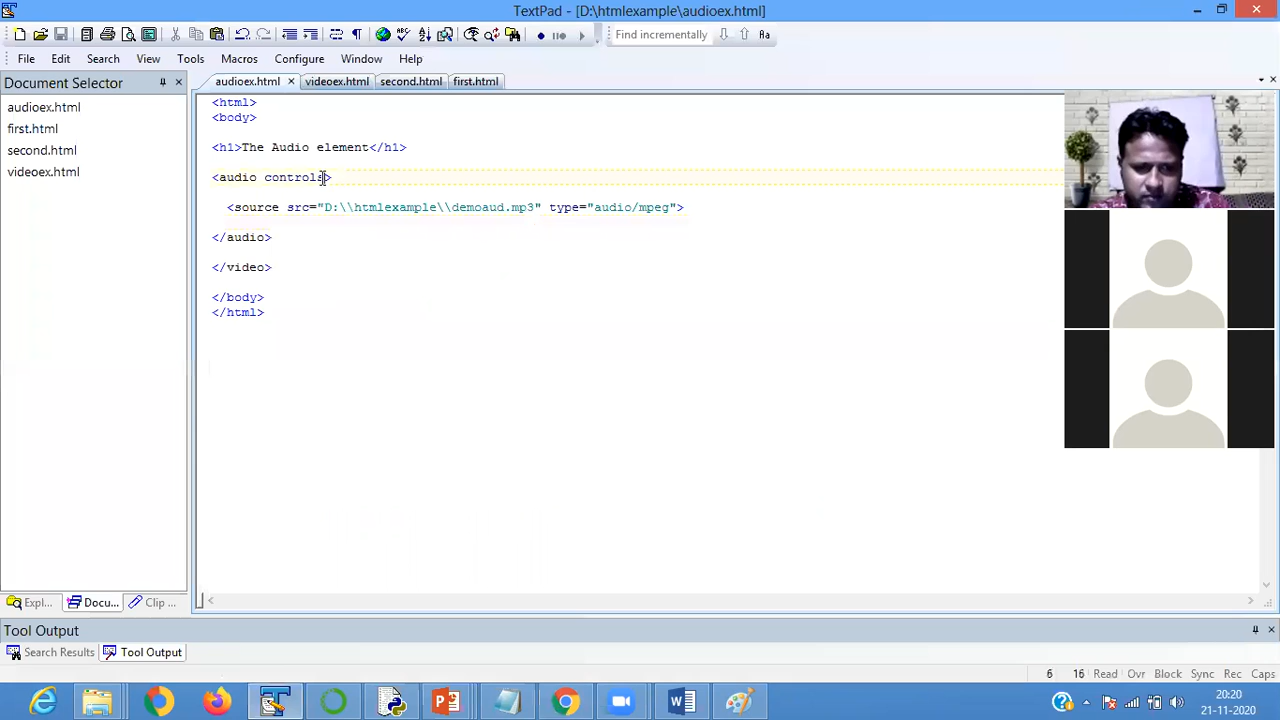 TextPad - [D:\htmlexample\audioex.html]
Find incrementally
File Edit Search View Tools Macros Configure Window Help
Document Selector
audioex.html videoex.html second.html first.html
audioex.html
first.html
second.html
videoex.html
<html>
<body>
<h1>The Audio element</h1>
<audio controls>
<source src="D:\\htmlexample\\demoaud.mp3" type="audio/mpeg">
</audio>
</video>
</body>
</html>
Expl... Docu... Clip ...
Tool Output
Search Results Tool Output
6 16 Read Ovr Block Sync Rec Caps
20:20
21-11-2020